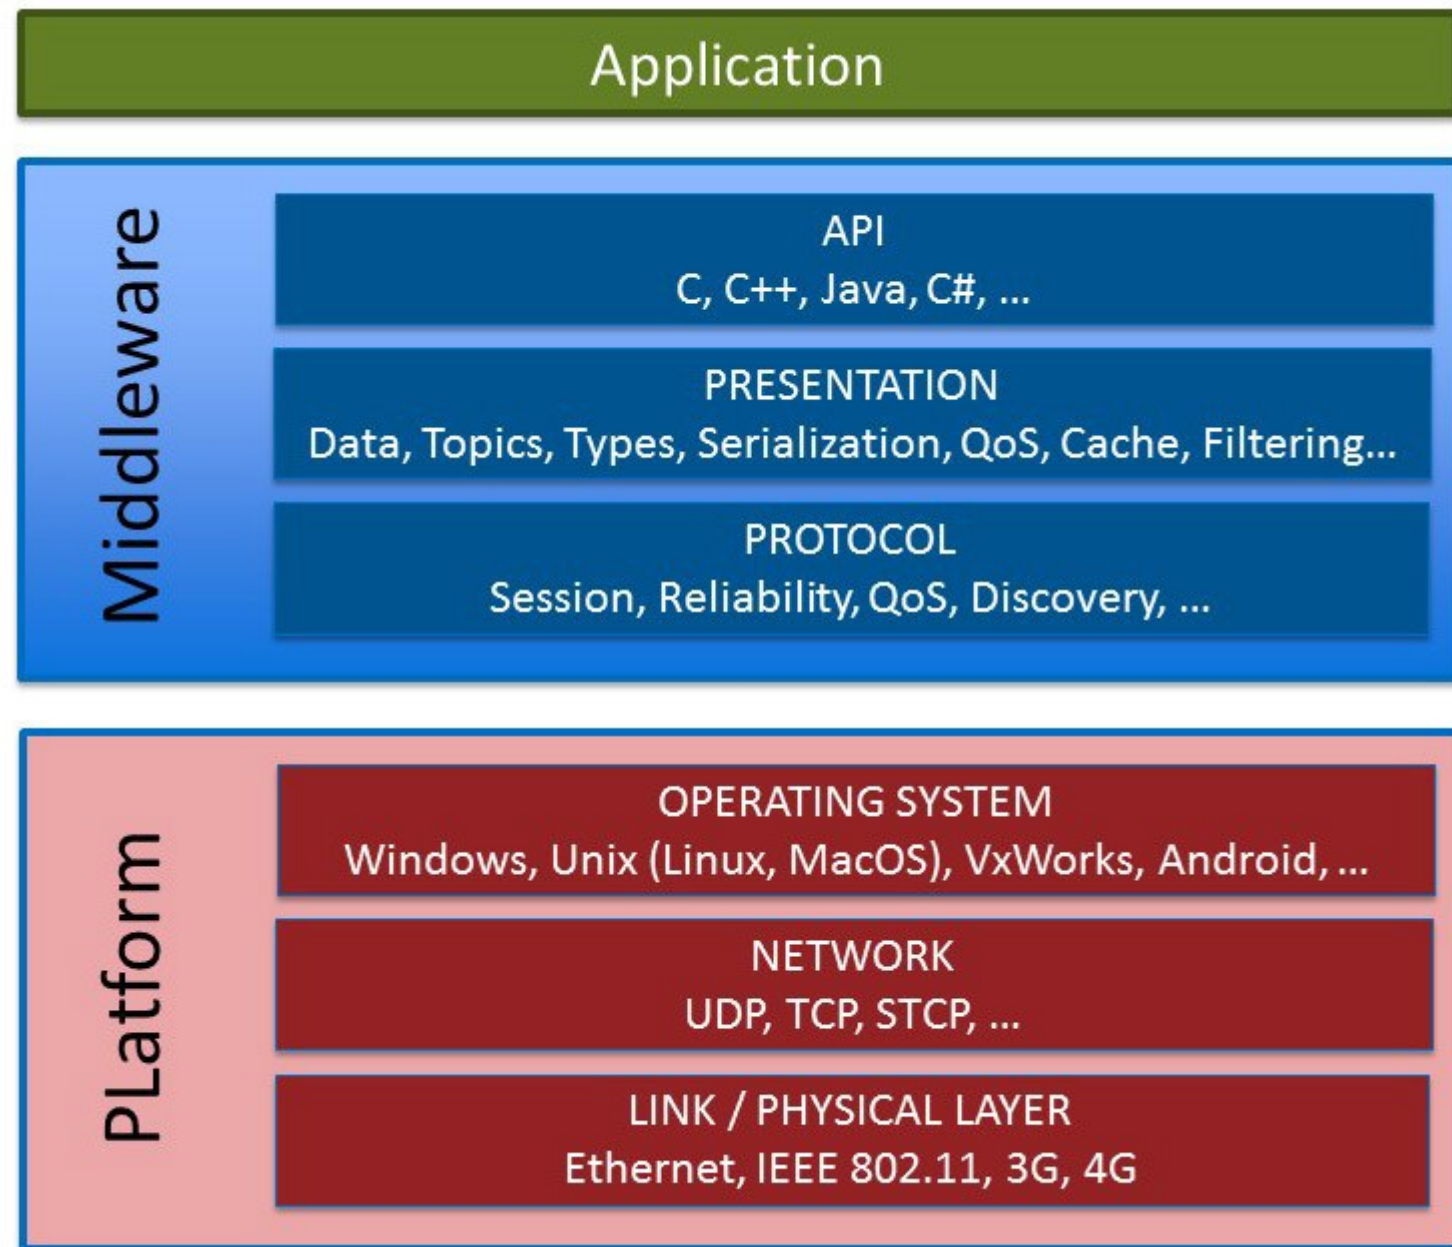 Application
Middleware
API
C, C++, Java, C#, ...
PRESENTATION
Data, Topics, Types, Serialization, QoS, Cache, Filtering...
PROTOCOL
Session, Reliability, QoS, Discovery, ...
PLatform
OPERATING SYSTEM
Windows, Unix (Linux, MacOS), VxWorks, Android, ...
NETWORK
UDP, TCP, STCP, ...
LINK / PHYSICAL LAYER
Ethernet, IEEE 802.11, 3G, 4G